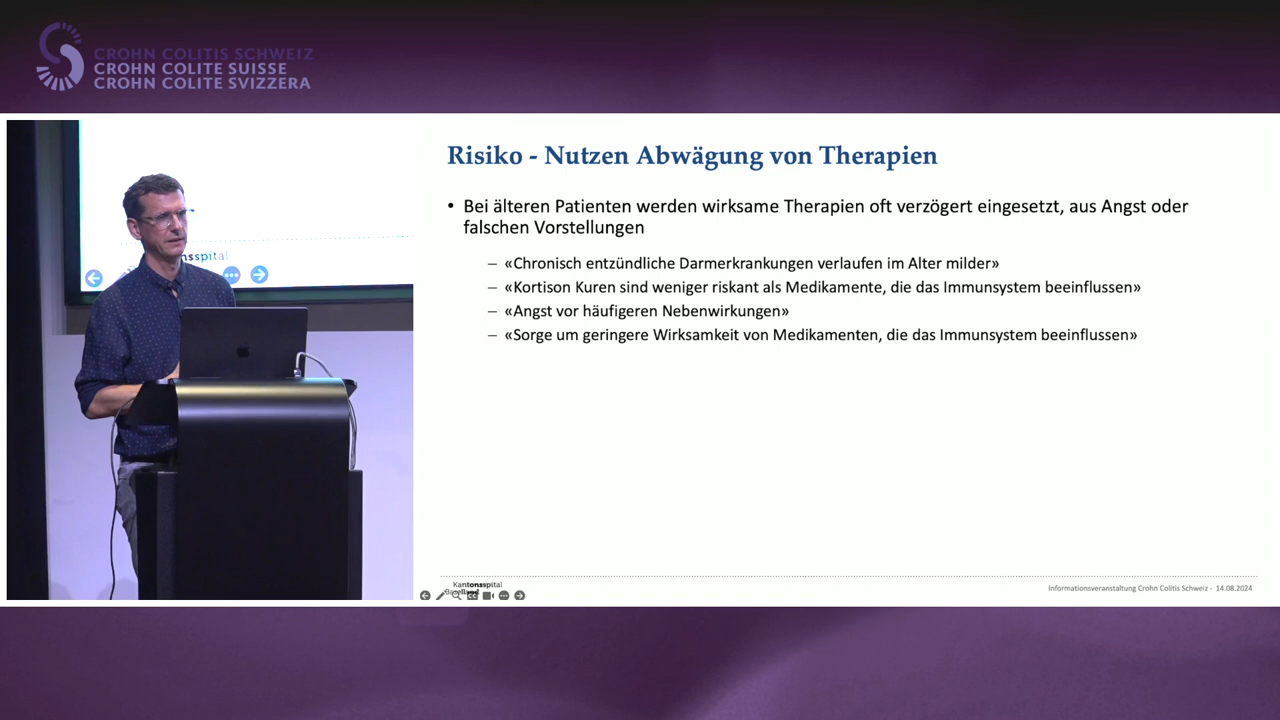 CROHN COLITIS SCHWEIZ
CROHN COLITE SUISSE
CROHN COLITE SVIZZERA
Risiko - Nutzen Abwägung von Therapien
• Bei älteren Patienten werden wirksame Therapien oft verzögert eingesetzt, aus Angst oder
falschen Vorstellungen
– «Chronisch entzündliche Darmerkrankungen verlaufen im Alter milder»
– «Kortison Kuren sind weniger riskant als Medikamente, die das Immunsystem beeinflussen»
– «Angst vor häufigeren Nebenwirkungen»
– «Sorge um geringere Wirksamkeit von Medikamenten, die das Immunsystem beeinflussen»
Kantonsspital
Informationsveranstaltung Crohn Colitis Schweiz - 14.08.2024